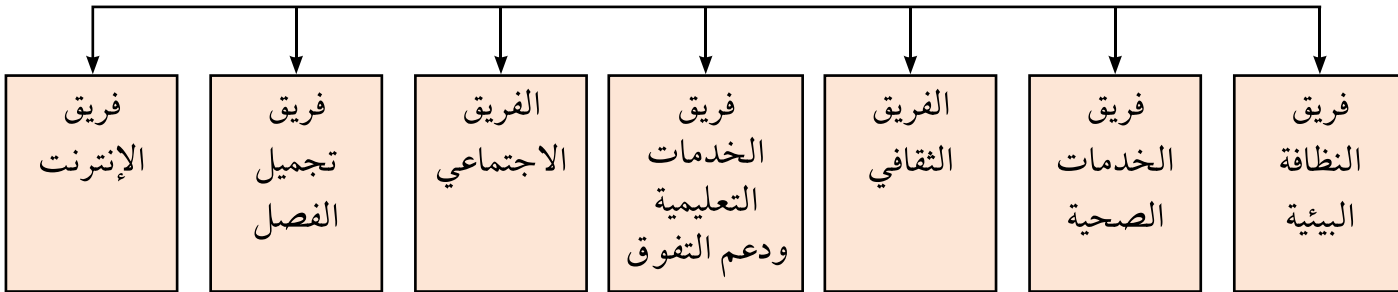 فريق
النظافة
البيئية
فريق
الخدمات
الصحية
الفريق
الثقافي
فريق
الخدمات
التعليمية
ودعم التفوق
الفريق
الاجتماعي
فريق
تجميل
الفصل
فريق
الإنترنت